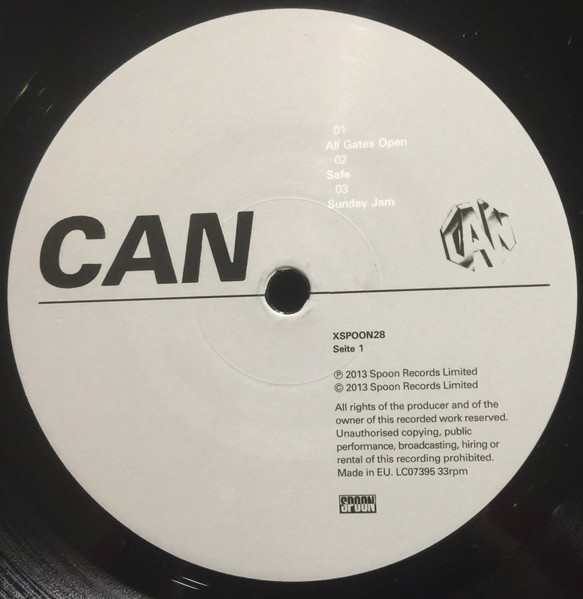 01
All Gates Open
02
Safe
03
Sunday Jam
CAN
CAN
XSPOON28
Seite 1
℗ 2013 Spoon Records Limited
© 2013 Spoon Records Limited
All rights of the producer and of the
owner of this recorded work reserved.
Unauthorised copying, public
performance, broadcasting, hiring or
rental of this recording prohibited.
Made in EU. LC07395 33rpm
SPOON